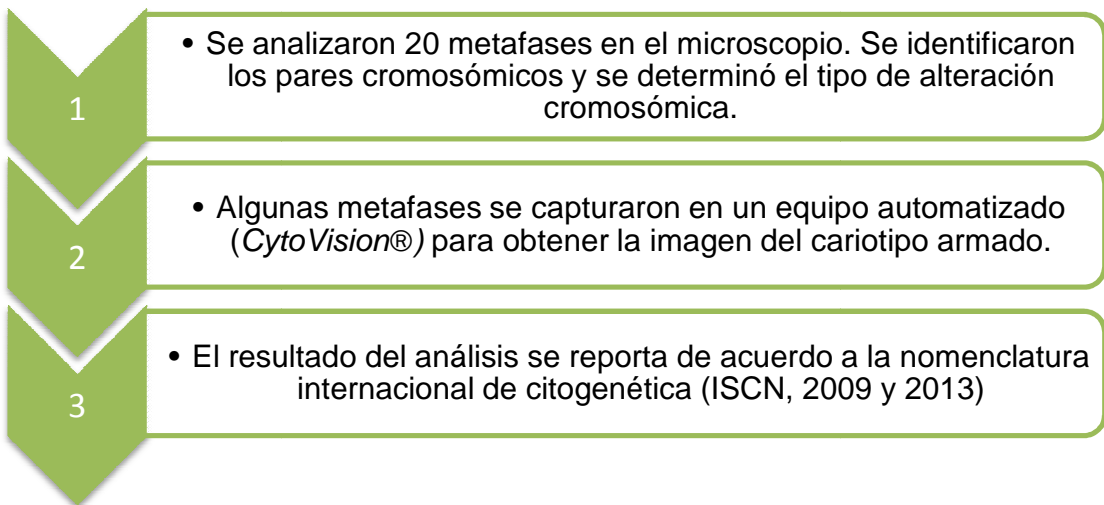 1
• Se analizaron 20 metafases en el microscopio. Se identificaron
los pares cromosómicos y se determinó el tipo de alteración
cromosómica.
2
• Algunas metafases se capturaron en un equipo automatizado
(CytoVision®) para obtener la imagen del cariotipo armado.
3
• El resultado del análisis se reporta de acuerdo a la nomenclatura
internacional de citogenética (ISCN, 2009 y 2013)